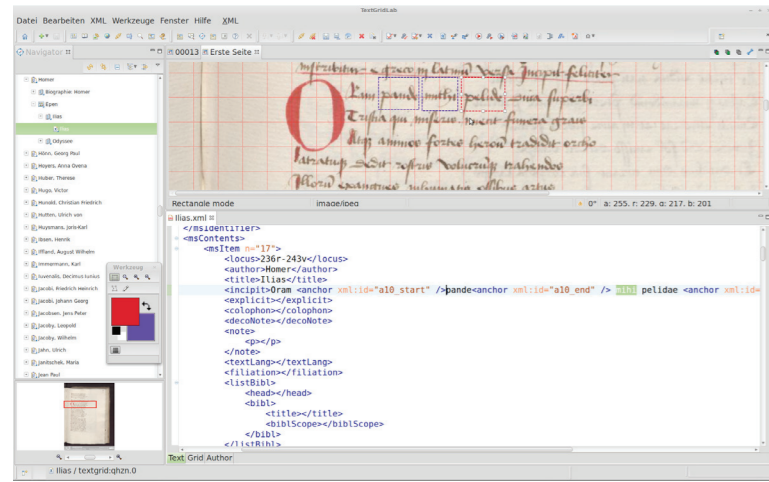 TextGridLab
Datei Bearbeiten XML Werkzeuge Fenster Hilfe XML
Navigator
Homer
Biographie Homer
Epen
Ilias
Ilias
Odyssee
Hönn, Georg Paul
Hoyers, Anna Ovena
Huber, Therese
Hugo, Victor
Hunold, Christian Friedrich
Hutten, Ulrich von
Huysmans, Joris-Karl
Ibsen, Henrik
Iffland, August Wilhelm
Immermann, Karl
Iuvenalis, Decimus Iunius
Jacobi, Friedrich Heinrich
Jacobi, Johann Georg
Jacobsen, Jens Peter
Jacoby, Leopold
Jacoby, Wilhelm
Jahn, Ulrich
Janitschek, Maria
Jean Paul
Werkzeug
00013 Erste Seite
pande mihi pelide
Rectangle mode image/jpeg 0° a: 255. r: 229. g: 217. b: 201
Ilias.xml
</msIdentifier>
<msContents>
<msItem n="17">
<locus>236r-243v</locus>
<author>Homer</author>
<title>Ilias</title>
<incipit>Oram <anchor xml:id="a10_start" />pande<anchor xml:id="a10_end" /> mihi pelidae <anchor xml:id=
<explicit></explicit>
<colophon></colophon>
<decoNote></decoNote>
<note>
<p></p>
</note>
<textLang></textLang>
<filiation></filiation>
<listBibl>
<head></head>
<bibl>
<title></title>
<biblScope></biblScope>
</bibl>
</listBibl>
Text Grid Author
Ilias / textgrid:qhzn.0